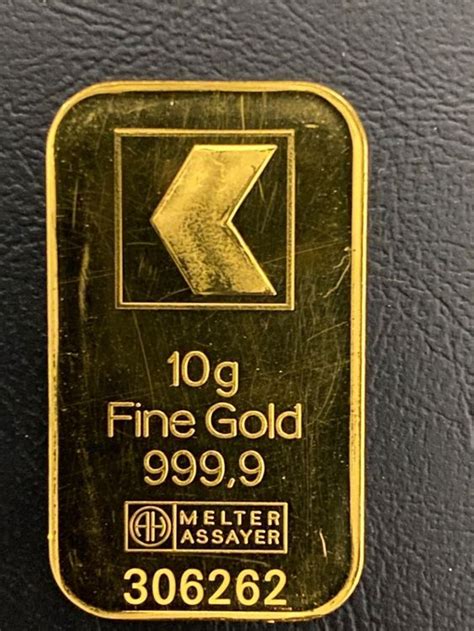 10g
Fine Gold
999,9
AH MELTER
ASSAYER
306262